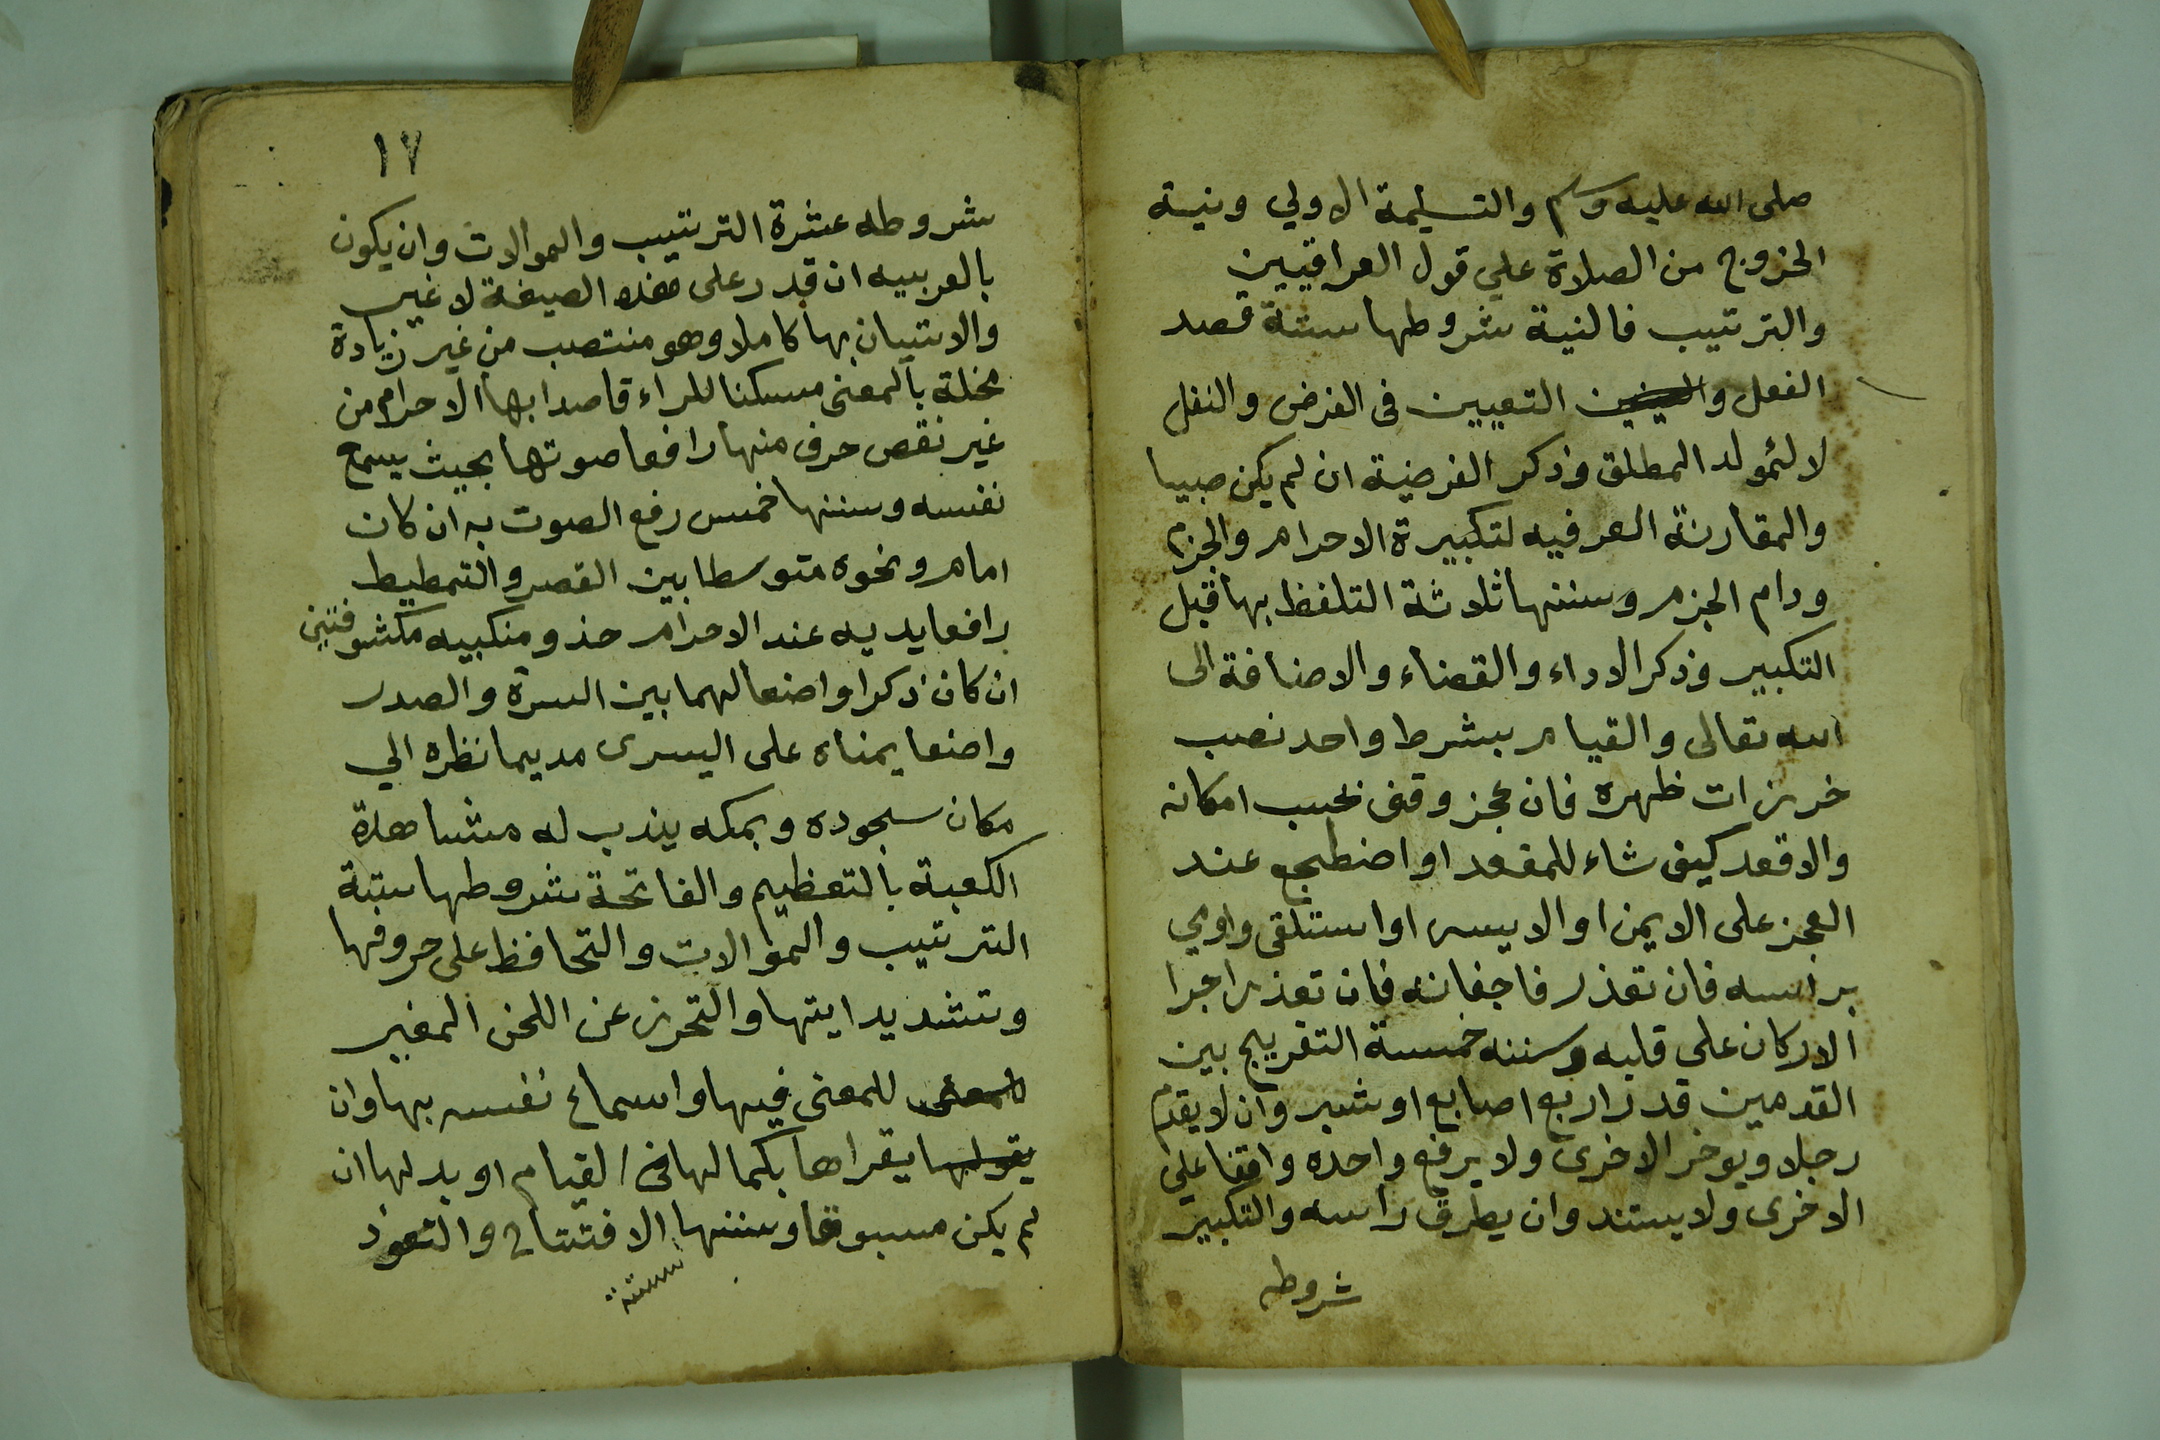 صلى الله عليه وسلم والتسليمة الاولي ونية
الخروج من الصلاة علي قول العراقيين
والترتيب فالنية شروطها ستة قصد
الفعل والتعيين في الفرض والنفل
لا المطلق وذكر الفرضية ان لم يكن صبيا
والمقارنة العرفيه لتكبيرة الاحرام والجزم
ودام الجزم وسننها ثلاثة التلفظ بها قبل
التكبير وذكر الاداء والقضاء والاضافة الى
الله تعالى والقيام بشرط واحد نصب
خرزات ظهره فان عجز وقف بحسب امكانه
والا قعد كيف شاء للمقعد او اضطجع عند
العجز على الايمن او الايسر او استلقى واومي
براسه فان تعذر فاجفانه فان تعذر اجرا
الاركان على قلبه وسننه خمسة التفريج بين
القدمين قدر اربع اصابع او شبر وان لا يقدم
رجلا ويوخر الاخرى ولا يرفع واحده واقفا على
الاخرى ولا يستند وان يطرق راسه والتكبير
شروطه
١٧
شروطه عشرة الترتيب والموالات وان يكون
بالعربيه ان قدر على هذه الصيغة لا غير
والاتيان بها كاملا وهو منتصب من غير زيادة
مخلة بالمعنى مسكنا للراء قاصدا بها الاحرام من
غير نقص حرف منها رافعا صوتها بحيث يسمع
نفسه وسننها خمس رفع الصوت به ان كان
امام ونحوه متوسطا بين القصر والتمطيط
رافعا يديه عند الاحرام حذو منكبيه مكشوفتين
ان كان ذكرا واضعا لهما بين السرة والصدر
واضعا يمناه على اليسرى مديما نظره الي
مكان سجوده وبمكه يندب له مشاهدة
الكعبة بالتعظيم والفاتحة شروطها ستة
الترتيب والموالات والتحافظ على حروفها
وتشديد ايتها والتحرز عن اللحن المغير
للمعنى فيها واسماع نفسه بها وان
يقراها بكمالها في القيام او بدلها ان
لم يكن مسبوقا وسننها الافتتاح والتعوذ
ستة